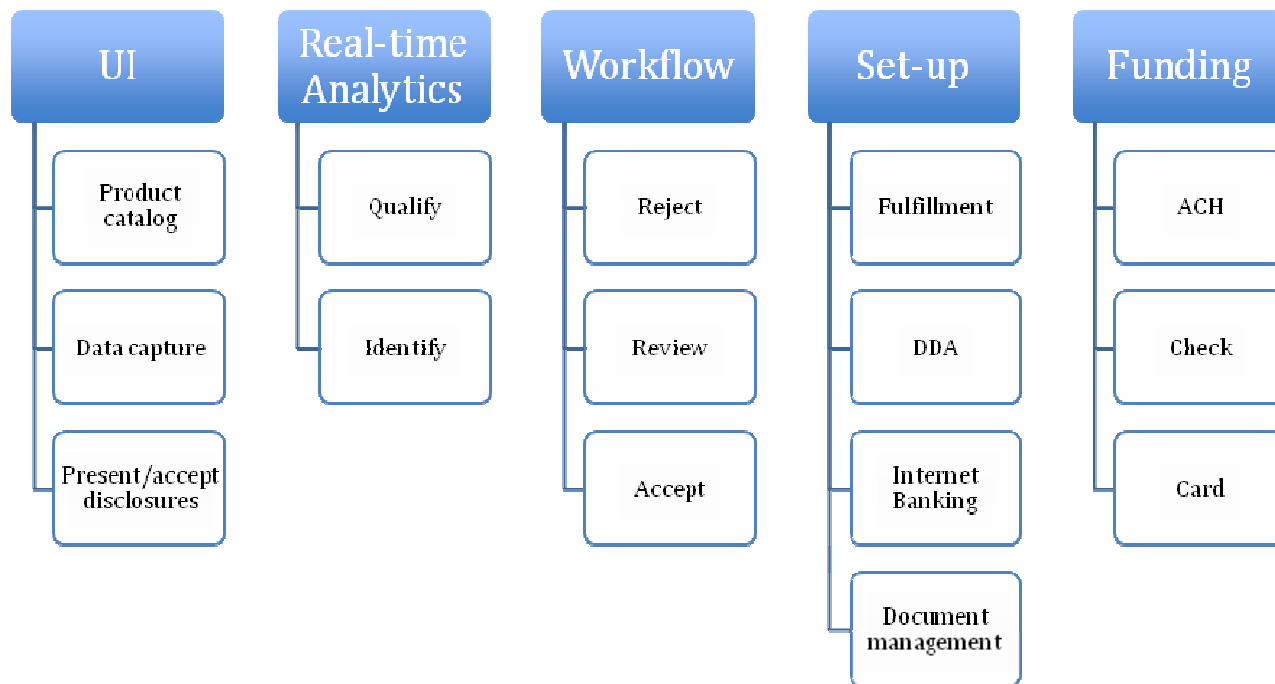 UI
Product
catalog
Data capture
Present/accept
disclosures
Real-time
Analytics
Qualify
Identify
Workflow
Reject
Review
Accept
Set-up
Fulfillment
DDA
Internet
Banking
Document
management
Funding
ACH
Check
Card